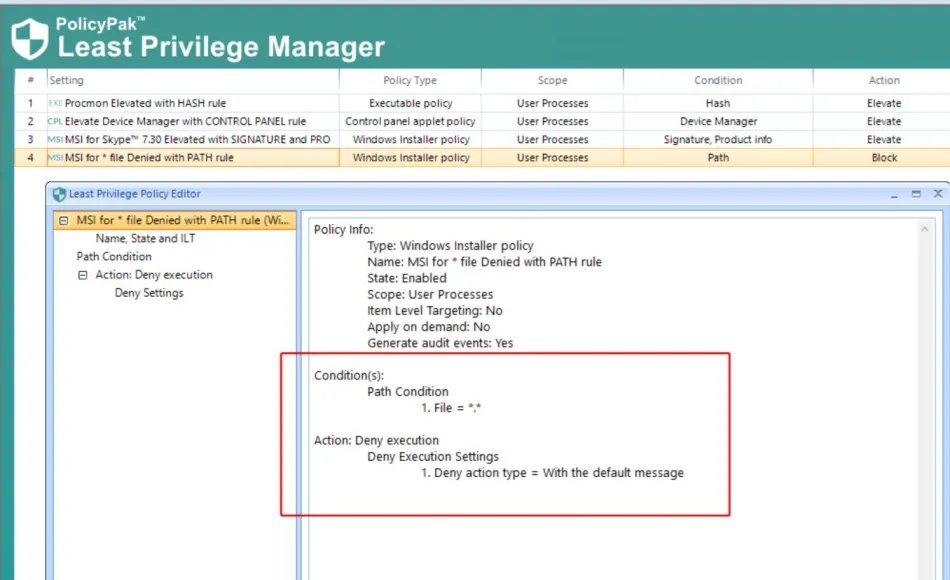 PolicyPak™
Least Privilege Manager
# Setting Policy Type Scope Condition Action
1 EXE Procmon Elevated with HASH rule Executable policy User Processes Hash Elevate
2 CPL Elevate Device Manager with CONTROL PANEL rule Control panel applet policy User Processes Device Manager Elevate
3 MSI MSI for Skype™ 7.30 Elevated with SIGNATURE and PRO Windows Installer policy User Processes Signature, Product info Elevate
4 MSI MSI for * file Denied with PATH rule Windows Installer policy User Processes Path Block
Least Privilege Policy Editor
MSI for * file Denied with PATH rule (Wi...
Name, State and ILT
Path Condition
Action: Deny execution
Deny Settings
Policy Info:
Type: Windows Installer policy
Name: MSI for * file Denied with PATH rule
State: Enabled
Scope: User Processes
Item Level Targeting: No
Apply on demand: No
Generate audit events: Yes
Condition(s):
Path Condition
1. File = *.*
Action: Deny execution
Deny Execution Settings
1. Deny action type = With the default message